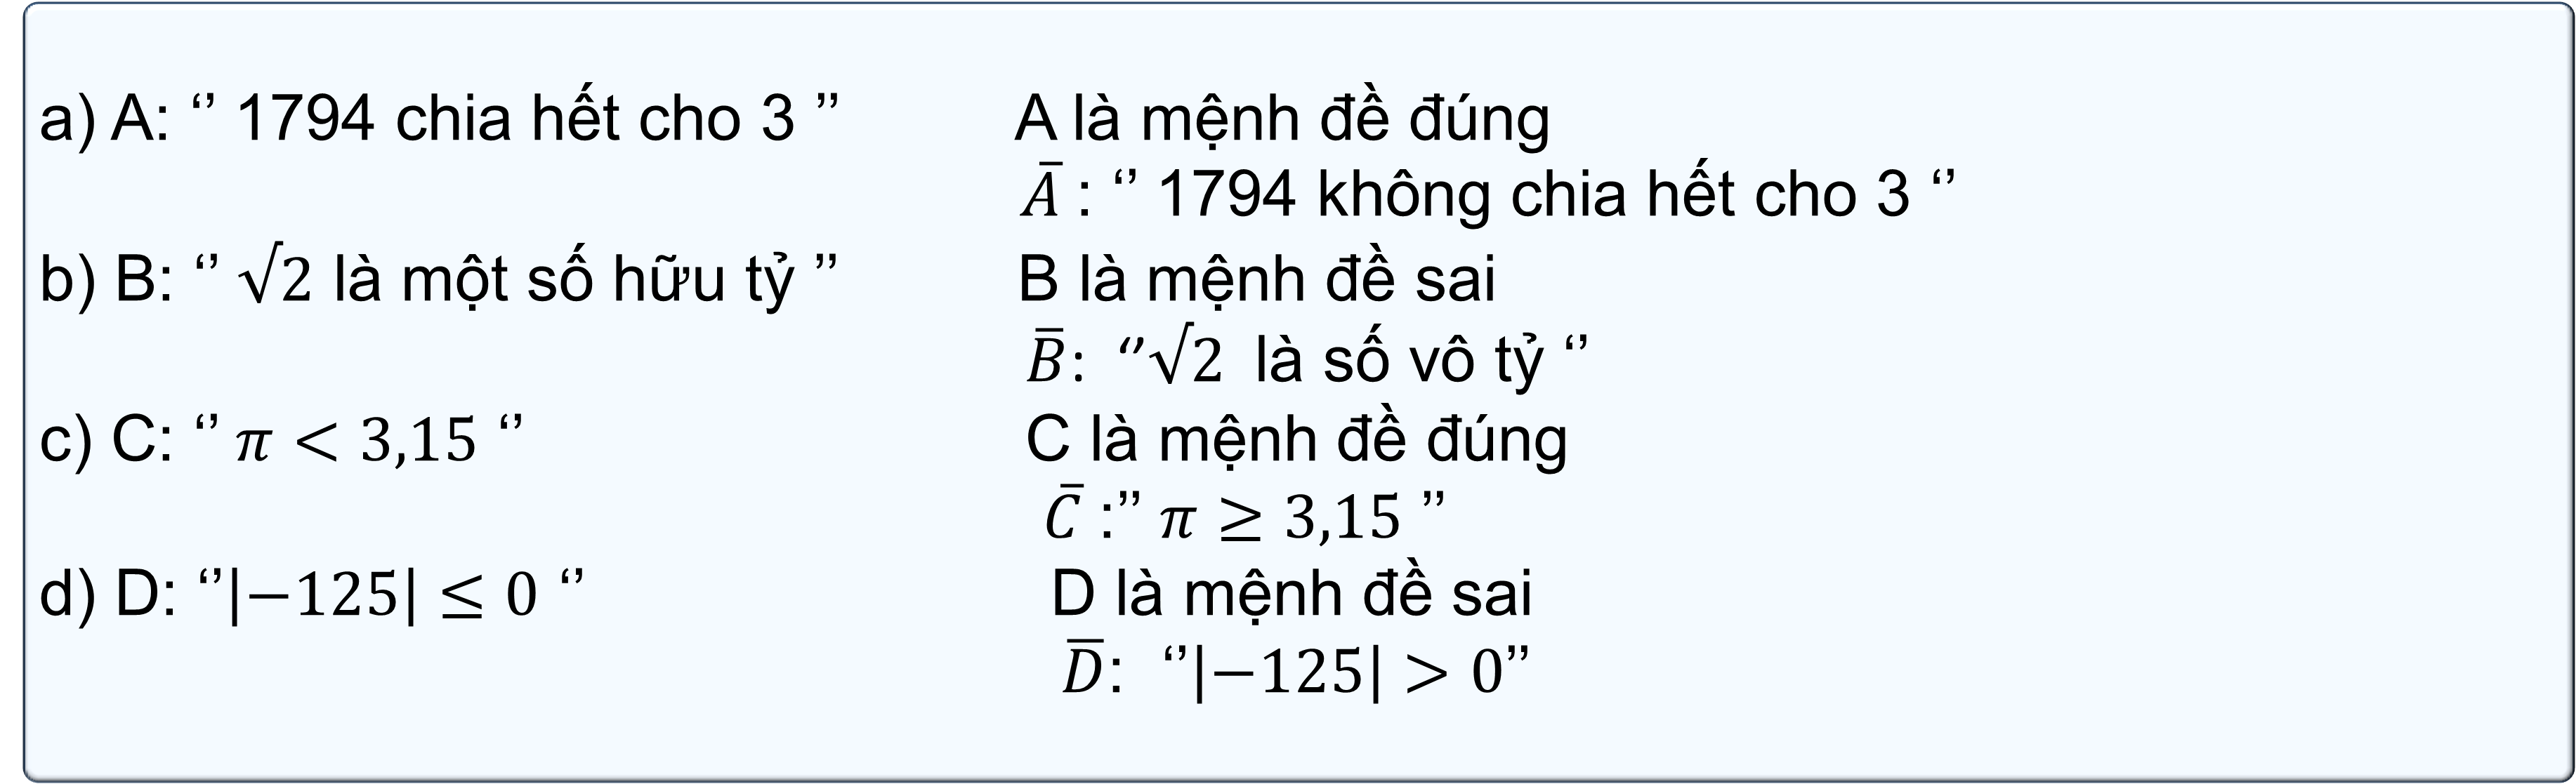 a) A: ‘’ 1794 chia hết cho 3 ’’ A là mệnh đề đúng
A̅ : ‘’ 1794 không chia hết cho 3 ‘’
b) B: ‘’ √2 là một số hữu tỷ ’’ B là mệnh đề sai
B̅: ‘’√2 là số vô tỷ ‘’
c) C: ‘’ π < 3,15 ‘’ C là mệnh đề đúng
C̅ :’’ π ≥ 3,15 ’’
d) D: ‘’|−125| ≤ 0 ‘’ D là mệnh đề sai
D̅: ‘’|−125| > 0’’